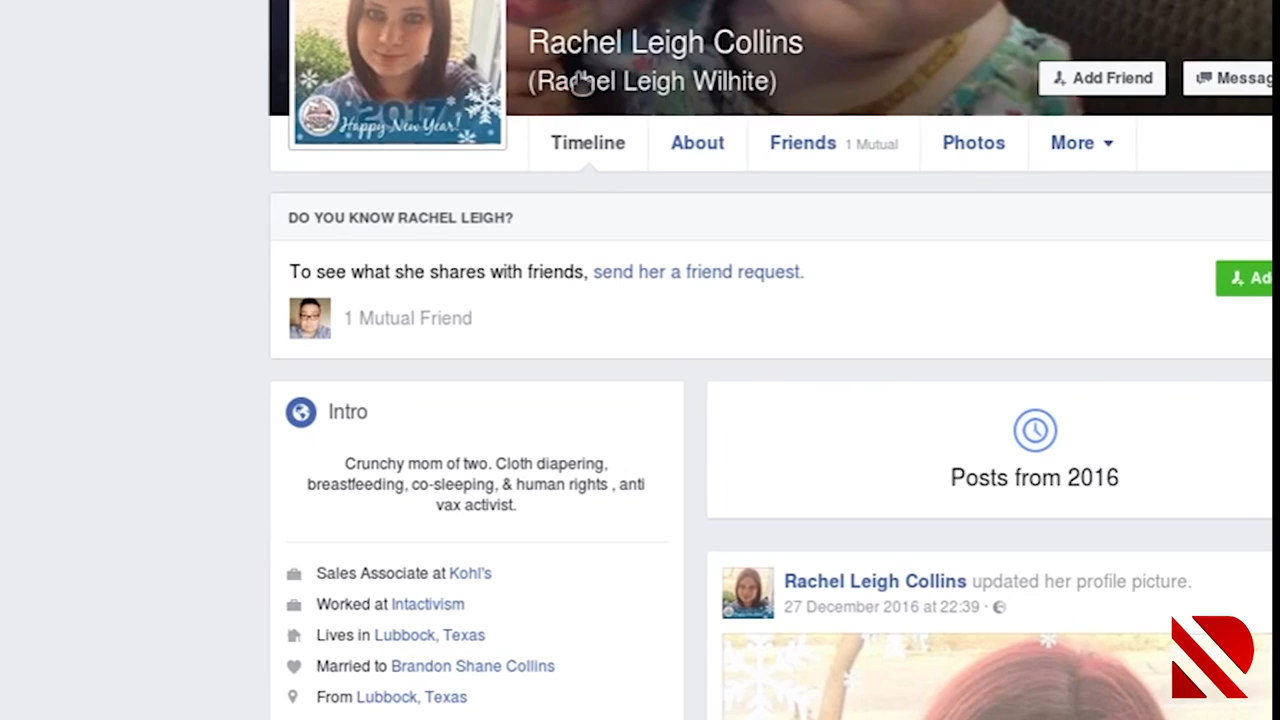 Rachel Leigh Collins
(Rachel Leigh Wilhite)
Add Friend
Messag
2017
Happy New Year!
Timeline
About
Friends 1 Mutual
Photos
More
DO YOU KNOW RACHEL LEIGH?
To see what she shares with friends, send her a friend request.
Ad
1 Mutual Friend
Intro
Crunchy mom of two. Cloth diapering,
breastfeeding, co-sleeping, & human rights , anti
vax activist.
Posts from 2016
Sales Associate at Kohl's
Worked at Intactivism
Lives in Lubbock, Texas
Married to Brandon Shane Collins
From Lubbock, Texas
Rachel Leigh Collins updated her profile picture.
27 December 2016 at 22:39 ·